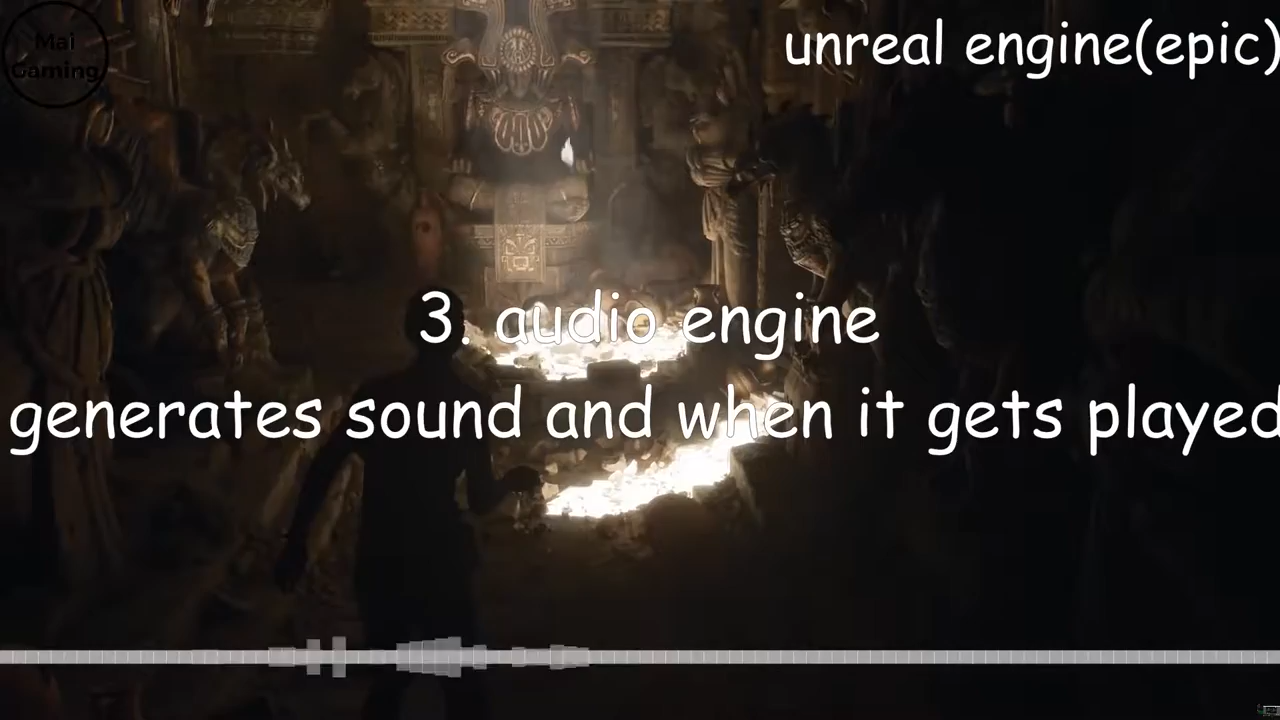 Mai
Gaming
unreal engine(epic)
3. audio engine
generates sound and when it gets played